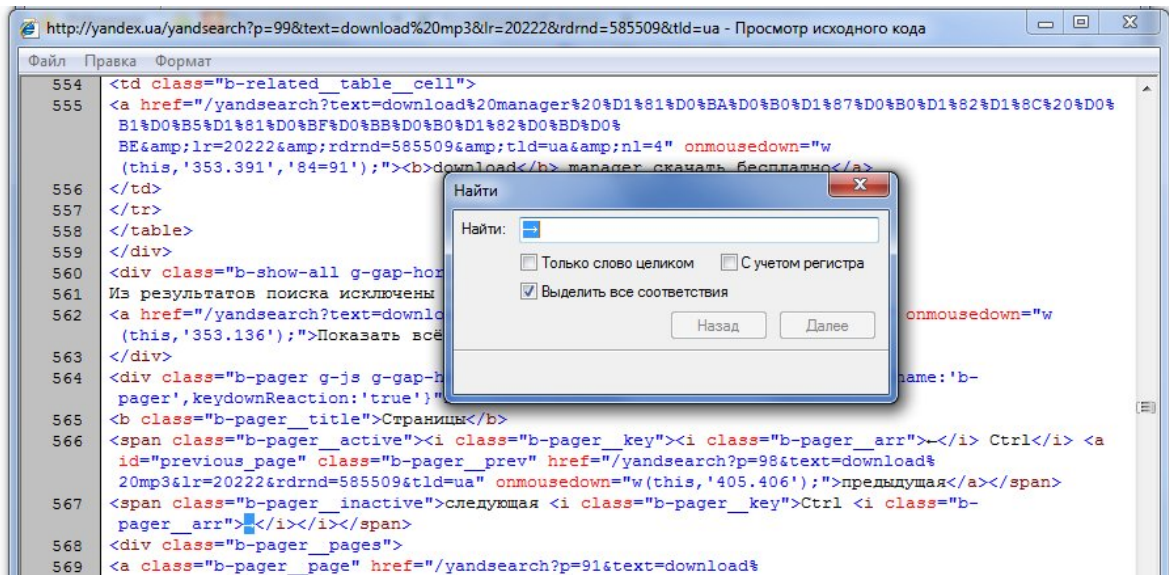 http://yandex.ua/yandsearch?p=99&text=download%20mp3&lr=20222&rdrnd=585509&tld=ua - Просмотр исходного кода
Файл Правка Формат
554 <td class="b-related__table__cell">
555 <a href="/yandsearch?text=download%20manager%20%D1%81%D0%BA%D0%B0%D1%87%D0%B0%D1%82%D1%8C%20%D0%
B1%D0%B5%D1%81%D0%BF%D0%BB%D0%B0%D1%82%D0%BD%D0%
BE&amp;lr=20222&amp;rdrnd=585509&amp;tld=ua&amp;nl=4" onmousedown="w
(this,'353.391','84=91');"><b>download</b> manager скачать бесплатно</a>
556 </td>
557 </tr>
558 </table>
559 </div>
560 <div class="b-show-all g-gap-hor
561 Из результатов поиска исключены
562 <a href="/yandsearch?text=downlo onmousedown="w
(this,'353.136');">Показать всё
563 </div>
564 <div class="b-pager g-js g-gap-h name:'b-
pager',keydownReaction:'true'}"
565 <b class="b-pager__title">Страницы</b>
566 <span class="b-pager__active"><i class="b-pager__key"><i class="b-pager__arr">←</i> Ctrl</i> <a
id="previous_page" class="b-pager__prev" href="/yandsearch?p=98&text=download%
20mp3&lr=20222&rdrnd=585509&tld=ua" onmousedown="w(this,'405.406');">предыдущая</a></span>
567 <span class="b-pager__inactive">следующая <i class="b-pager__key">Ctrl <i class="b-
pager__arr">→</i></i></span>
568 <div class="b-pager__pages">
569 <a class="b-pager__page" href="/yandsearch?p=91&text=download%
Найти
Найти: →
Только слово целиком С учетом регистра
Выделить все соответствия
Назад Далее